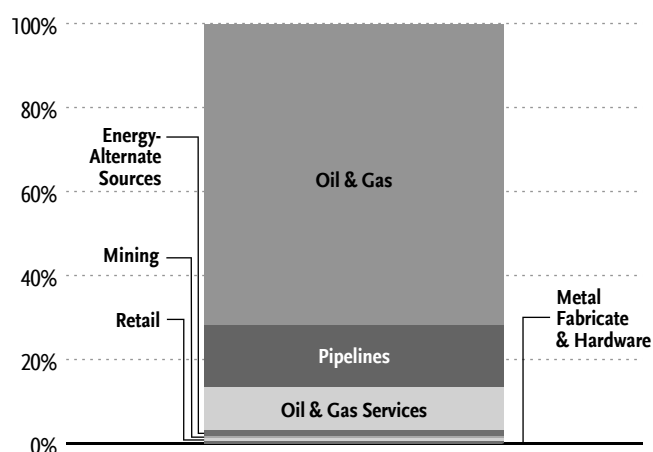 100%
80%
Energy-
Alternate
Sources
Oil & Gas
60%
Mining
40%
Metal
Fabricate
& Hardware
Retail
Pipelines
20%
Oil & Gas Services
0%